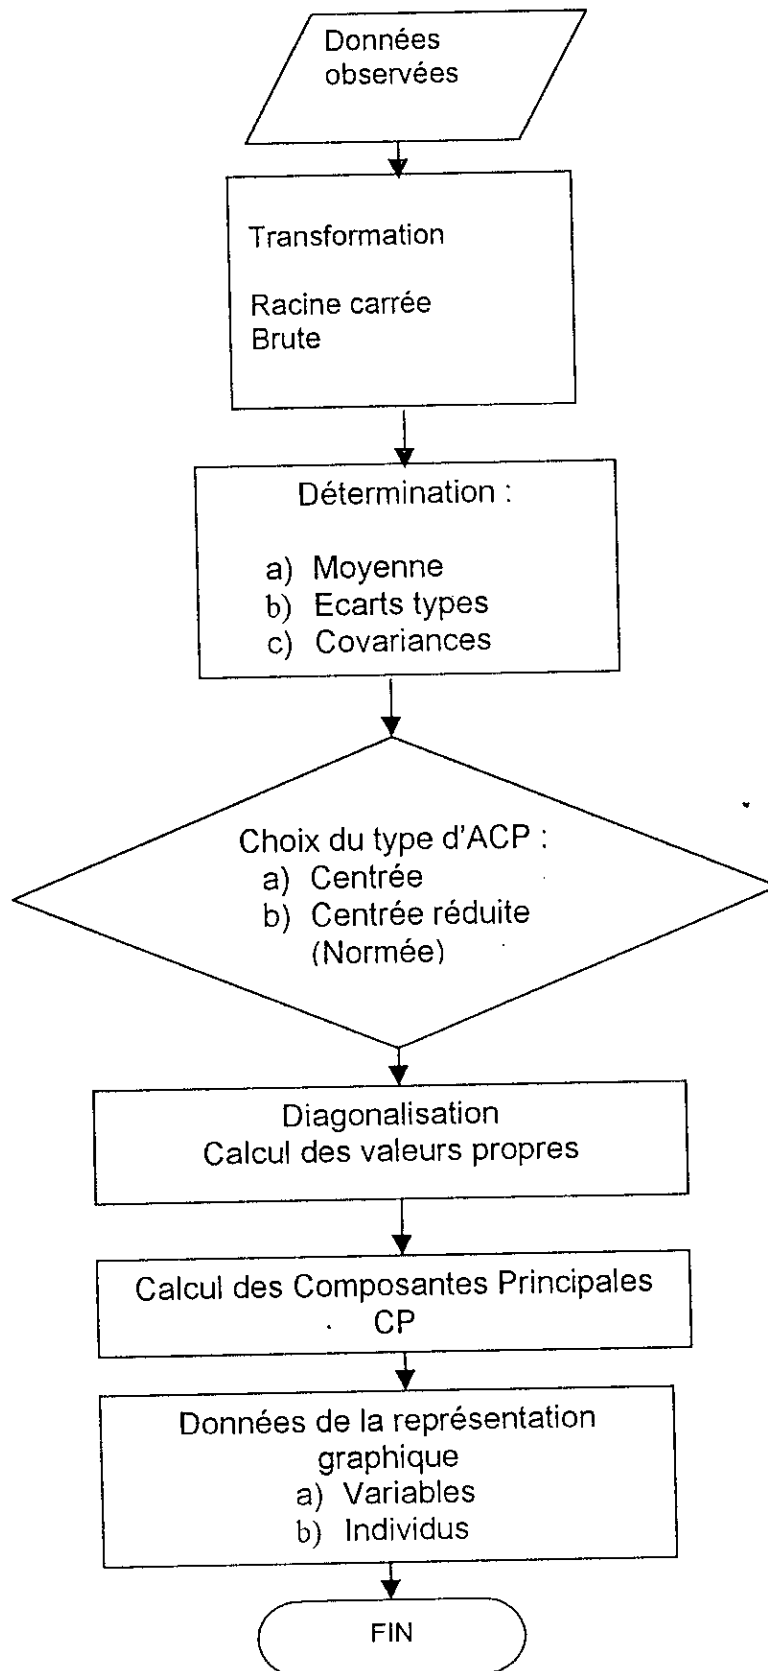 Données
observées
Transformation
Racine carrée
Brute
Détermination :
a) Moyenne
b) Ecarts types
c) Covariances
Choix du type d'ACP :
a) Centrée
b) Centrée réduite
(Normée)
Diagonalisation
Calcul des valeurs propres
Calcul des Composantes Principales
CP
Données de la représentation
graphique
a) Variables
b) Individus
FIN